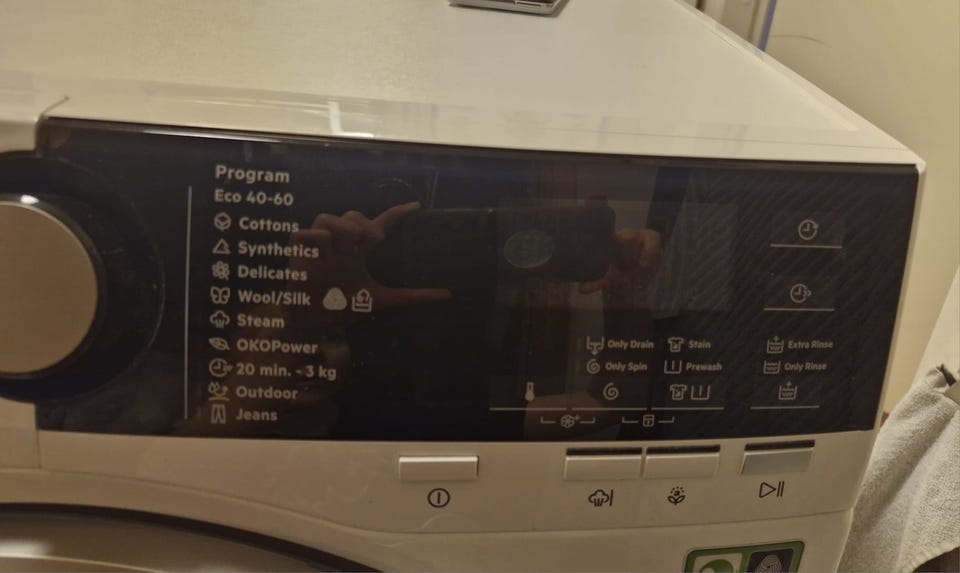 Program
Eco 40-60
Cottons
Synthetics
Delicates
Wool/Silk
Steam
OKOPower
20 min. - 3 kg
Outdoor
Jeans
Only Drain
Only Spin
Stain
Prewash
Extra Rinse
Only Rinse